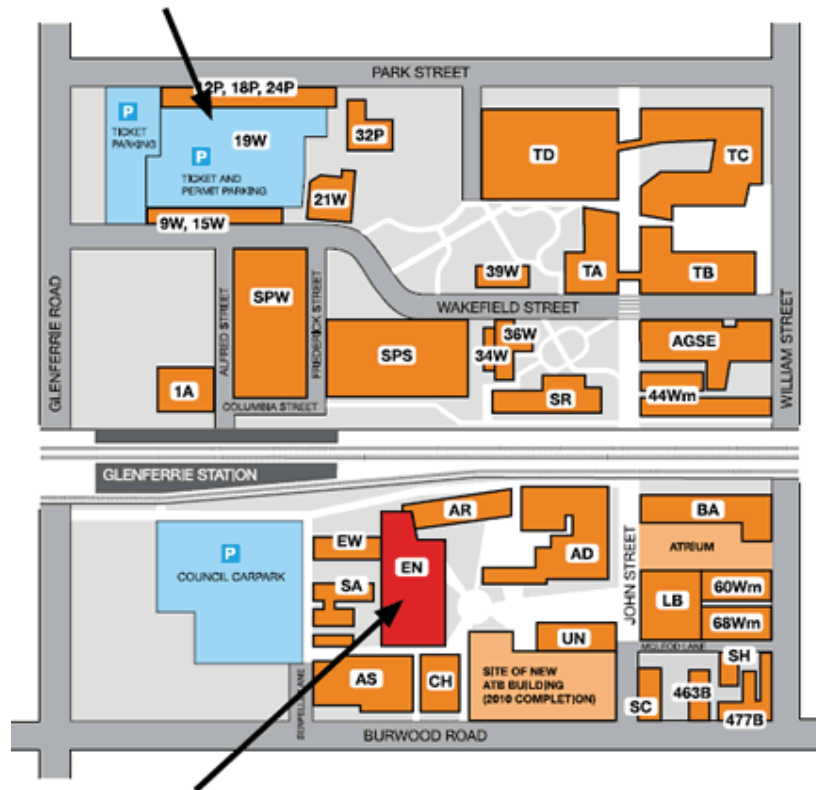 PARK STREET
12P, 18P, 24P
P
TICKET
PARKING
19W
P
TICKET AND
PERMIT PARKING
32P
21W
9W, 15W
TD
TC
TA
TB
39W
GLENFERRIE ROAD
ALFRED STREET
SPW
FREDERICK STREET
WAKEFIELD STREET
WILLIAM STREET
SPS
36W
34W
AGSE
1A
COLUMBIA STREET
SR
44Wm
GLENFERRIE STATION
AR
BA
EW
EN
AD
ATRIUM
P
COUNCIL CARPARK
SA
JOHN STREET
LB
60Wm
68Wm
UN
MCLEOD LANE
AS
CH
SITE OF NEW
ATB BUILDING
(2010 COMPLETION)
SH
SC
463B
477B
BURWOOD ROAD